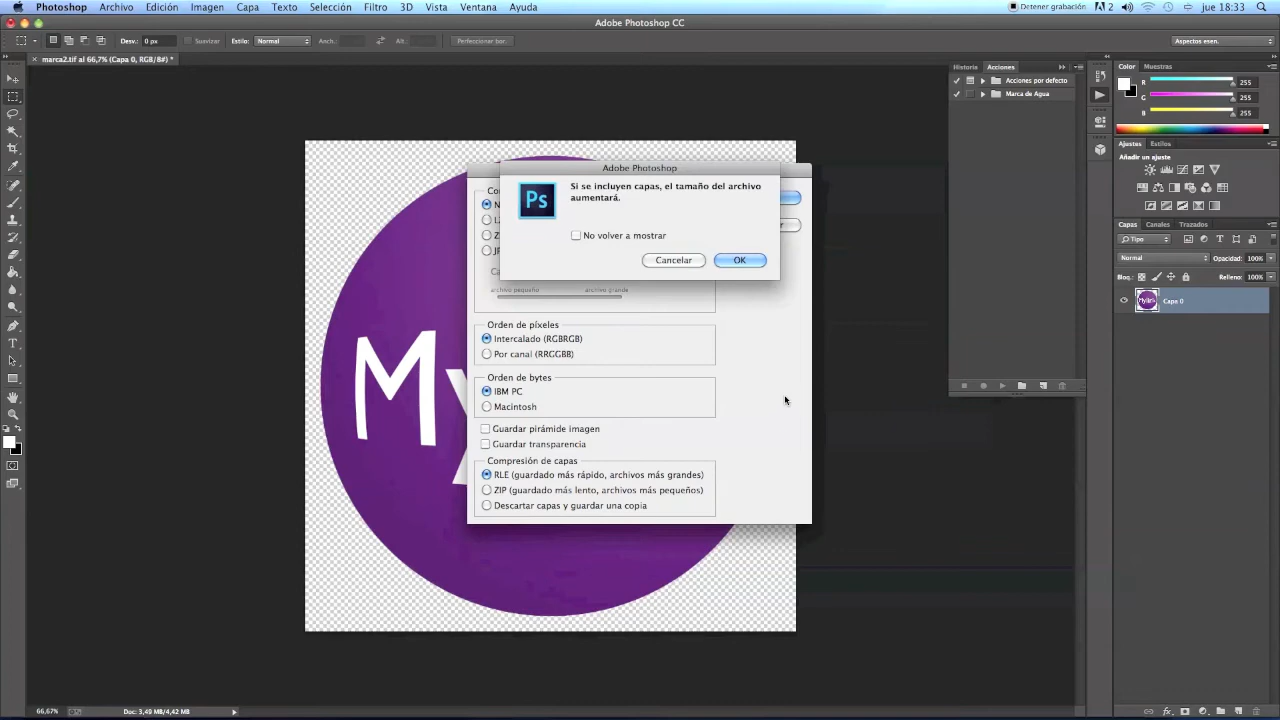 Photoshop Archivo Edición Imagen Capa Texto Selección Filtro 3D Vista Ventana Ayuda Detener grabación 2 jue 18:33
Adobe Photoshop CC
Desv.: 0 px Suavizar Estilo: Normal Anch.: Alt.: Perfeccionar bor... Aspectos esen.
marca2.tif al 66,7% (Capa 0, RGB/8#) *
Historia Acciones
Acciones por defecto
Marca de Agua
Color Muestras
R 255
G 255
B 255
Ajustes Estilos
Añadir un ajuste
Capas Canales Trazados
Tipo
Normal Opacidad: 100%
Bloq.: Relleno: 100%
Capa 0
Adobe Photoshop
Si se incluyen capas, el tamaño del archivo
aumentará.
No volver a mostrar
Cancelar OK
archivo pequeño archivo grande
Orden de píxeles
Intercalado (RGBRGB)
Por canal (RRGGBB)
Orden de bytes
IBM PC
Macintosh
Guardar pirámide imagen
Guardar transparencia
Compresión de capas
RLE (guardado más rápido, archivos más grandes)
ZIP (guardado más lento, archivos más pequeños)
Descartar capas y guardar una copia
66,67% Doc: 3,49 MB/4,42 MB